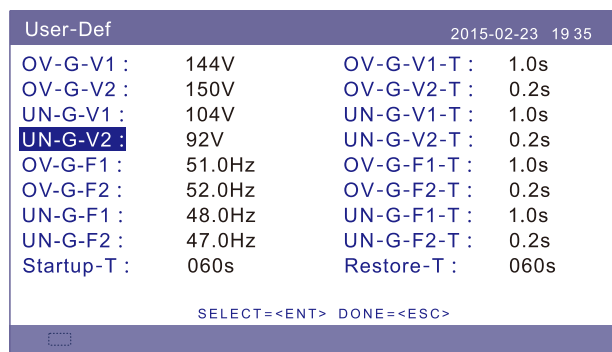 User-Def 2015-02-23 19 35
OV-G-V1 : 144V OV-G-V1-T : 1.0s
OV-G-V2 : 150V OV-G-V2-T : 0.2s
UN-G-V1 : 104V UN-G-V1-T : 1.0s
UN-G-V2 : 92V UN-G-V2-T : 0.2s
OV-G-F1 : 51.0Hz OV-G-F1-T : 1.0s
OV-G-F2 : 52.0Hz OV-G-F2-T : 0.2s
UN-G-F1 : 48.0Hz UN-G-F1-T : 1.0s
UN-G-F2 : 47.0Hz UN-G-F2-T : 0.2s
Startup-T : 060s Restore-T : 060s
SELECT=<ENT> DONE=<ESC>